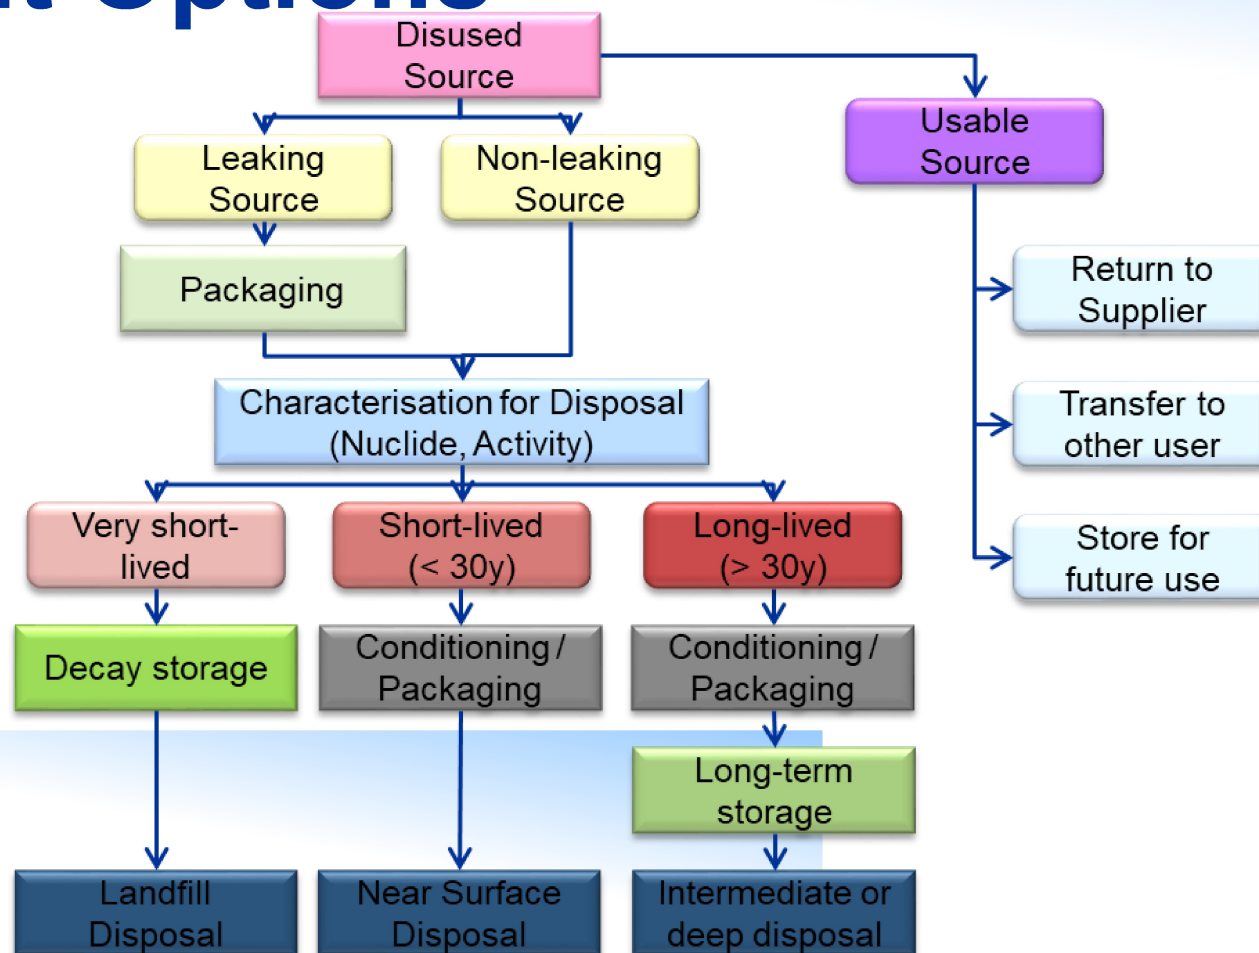 Options
Disused
Source
Usable
Source
Leaking
Source
Non-leaking
Source
Packaging
Return to
Supplier
Characterisation for Disposal
(Nuclide, Activity)
Transfer to
other user
Very short-
lived
Short-lived
(< 30y)
Long-lived
(> 30y)
Store for
future use
Decay storage
Conditioning /
Packaging
Conditioning /
Packaging
Long-term
storage
Landfill
Disposal
Near Surface
Disposal
Intermediate or
deep disposal